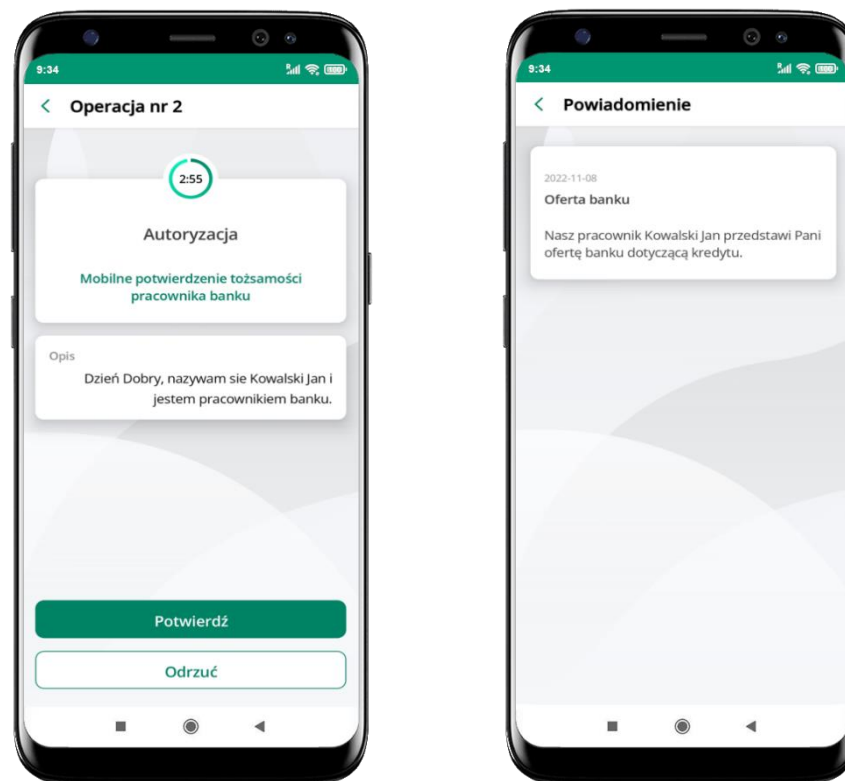 9:34
Operacja nr 2
2:55
Autoryzacja
Mobilne potwierdzenie tożsamości
pracownika banku
Opis
Dzień Dobry, nazywam sie Kowalski Jan i
jestem pracownikiem banku.
Potwierdź
Odrzuć
9:34
Powiadomienie
2022-11-08
Oferta banku
Nasz pracownik Kowalski Jan przedstawi Pani
ofertę banku dotyczącą kredytu.